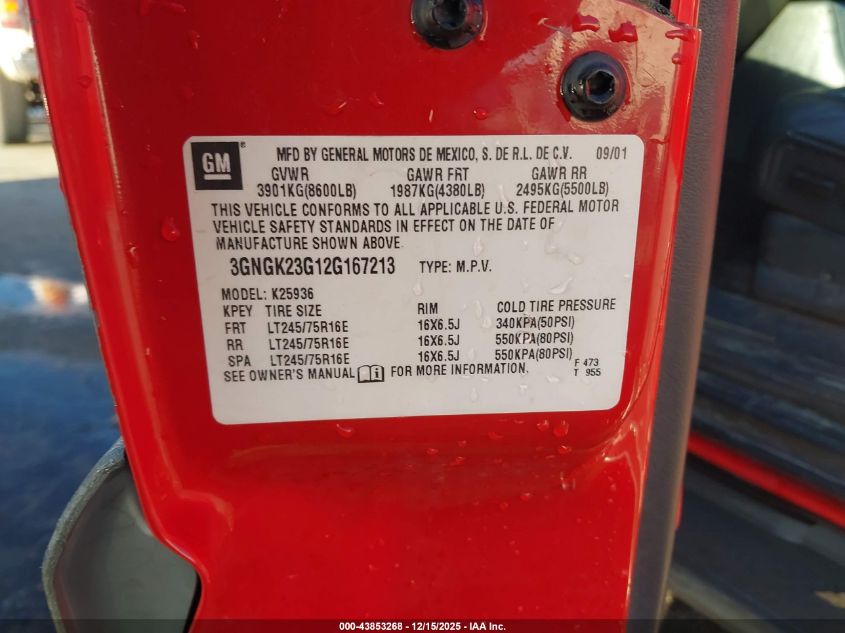 GM ® MFD BY GENERAL MOTORS DE MEXICO, S. DE R.L. DE C.V. 09/01
GVWR GAWR FRT GAWR RR
3901KG(8600LB) 1987KG(4380LB) 2495KG(5500LB)
THIS VEHICLE CONFORMS TO ALL APPLICABLE U.S. FEDERAL MOTOR
VEHICLE SAFETY STANDARDS IN EFFECT ON THE DATE OF
MANUFACTURE SHOWN ABOVE.
3GNGK23G12G167213 TYPE: M.P.V.
MODEL: K25936
KPEY TIRE SIZE RIM COLD TIRE PRESSURE
FRT LT245/75R16E 16X6.5J 340KPA(50PSI)
RR LT245/75R16E 16X6.5J 550KPA(80PSI)
SPA LT245/75R16E 16X6.5J 550KPA(80PSI)
SEE OWNER'S MANUAL i FOR MORE INFORMATION.
F 473
T 955
000-43853268 - 12/15/2025 - IAA Inc.